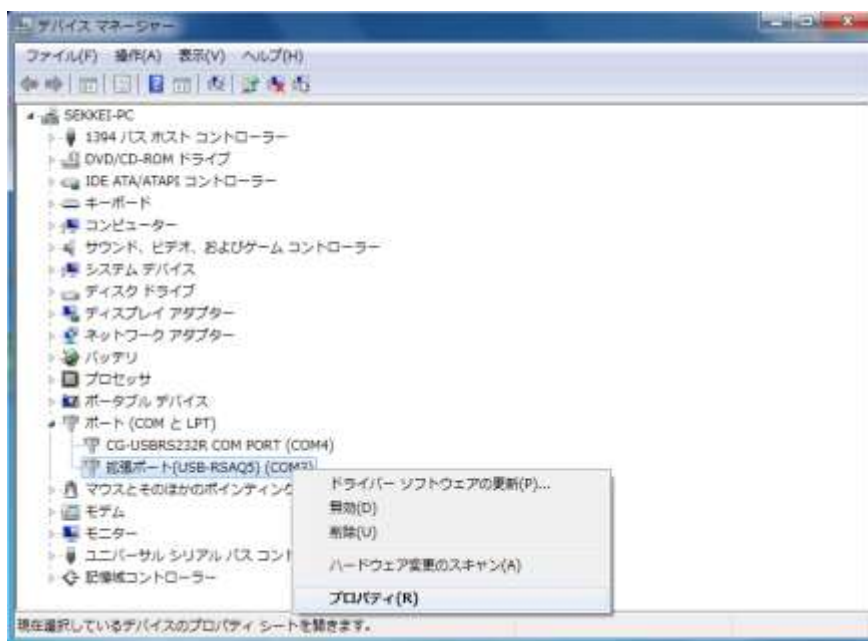 デバイス マネージャー
ファイル(F) 操作(A) 表示(V) ヘルプ(H)
SEKKEI-PC
1394 バス ホスト コントローラー
DVD/CD-ROM ドライブ
IDE ATA/ATAPI コントローラー
キーボード
コンピューター
サウンド、ビデオ、およびゲーム コントローラー
システム デバイス
ディスク ドライブ
ディスプレイ アダプター
ネットワーク アダプター
バッテリ
プロセッサ
ポータブル デバイス
ポート (COM と LPT)
CG-USBRS232R COM PORT (COM4)
拡張ポート(USB-RSAQ5) (COM3)
マウスとそのほかのポインティング
モデム
モニター
ユニバーサル シリアル バス コント
記憶域コントローラー
ドライバー ソフトウェアの更新(P)...
無効(D)
削除(U)
ハードウェア変更のスキャン(A)
プロパティ(R)
現在選択しているデバイスのプロパティ シートを開きます。